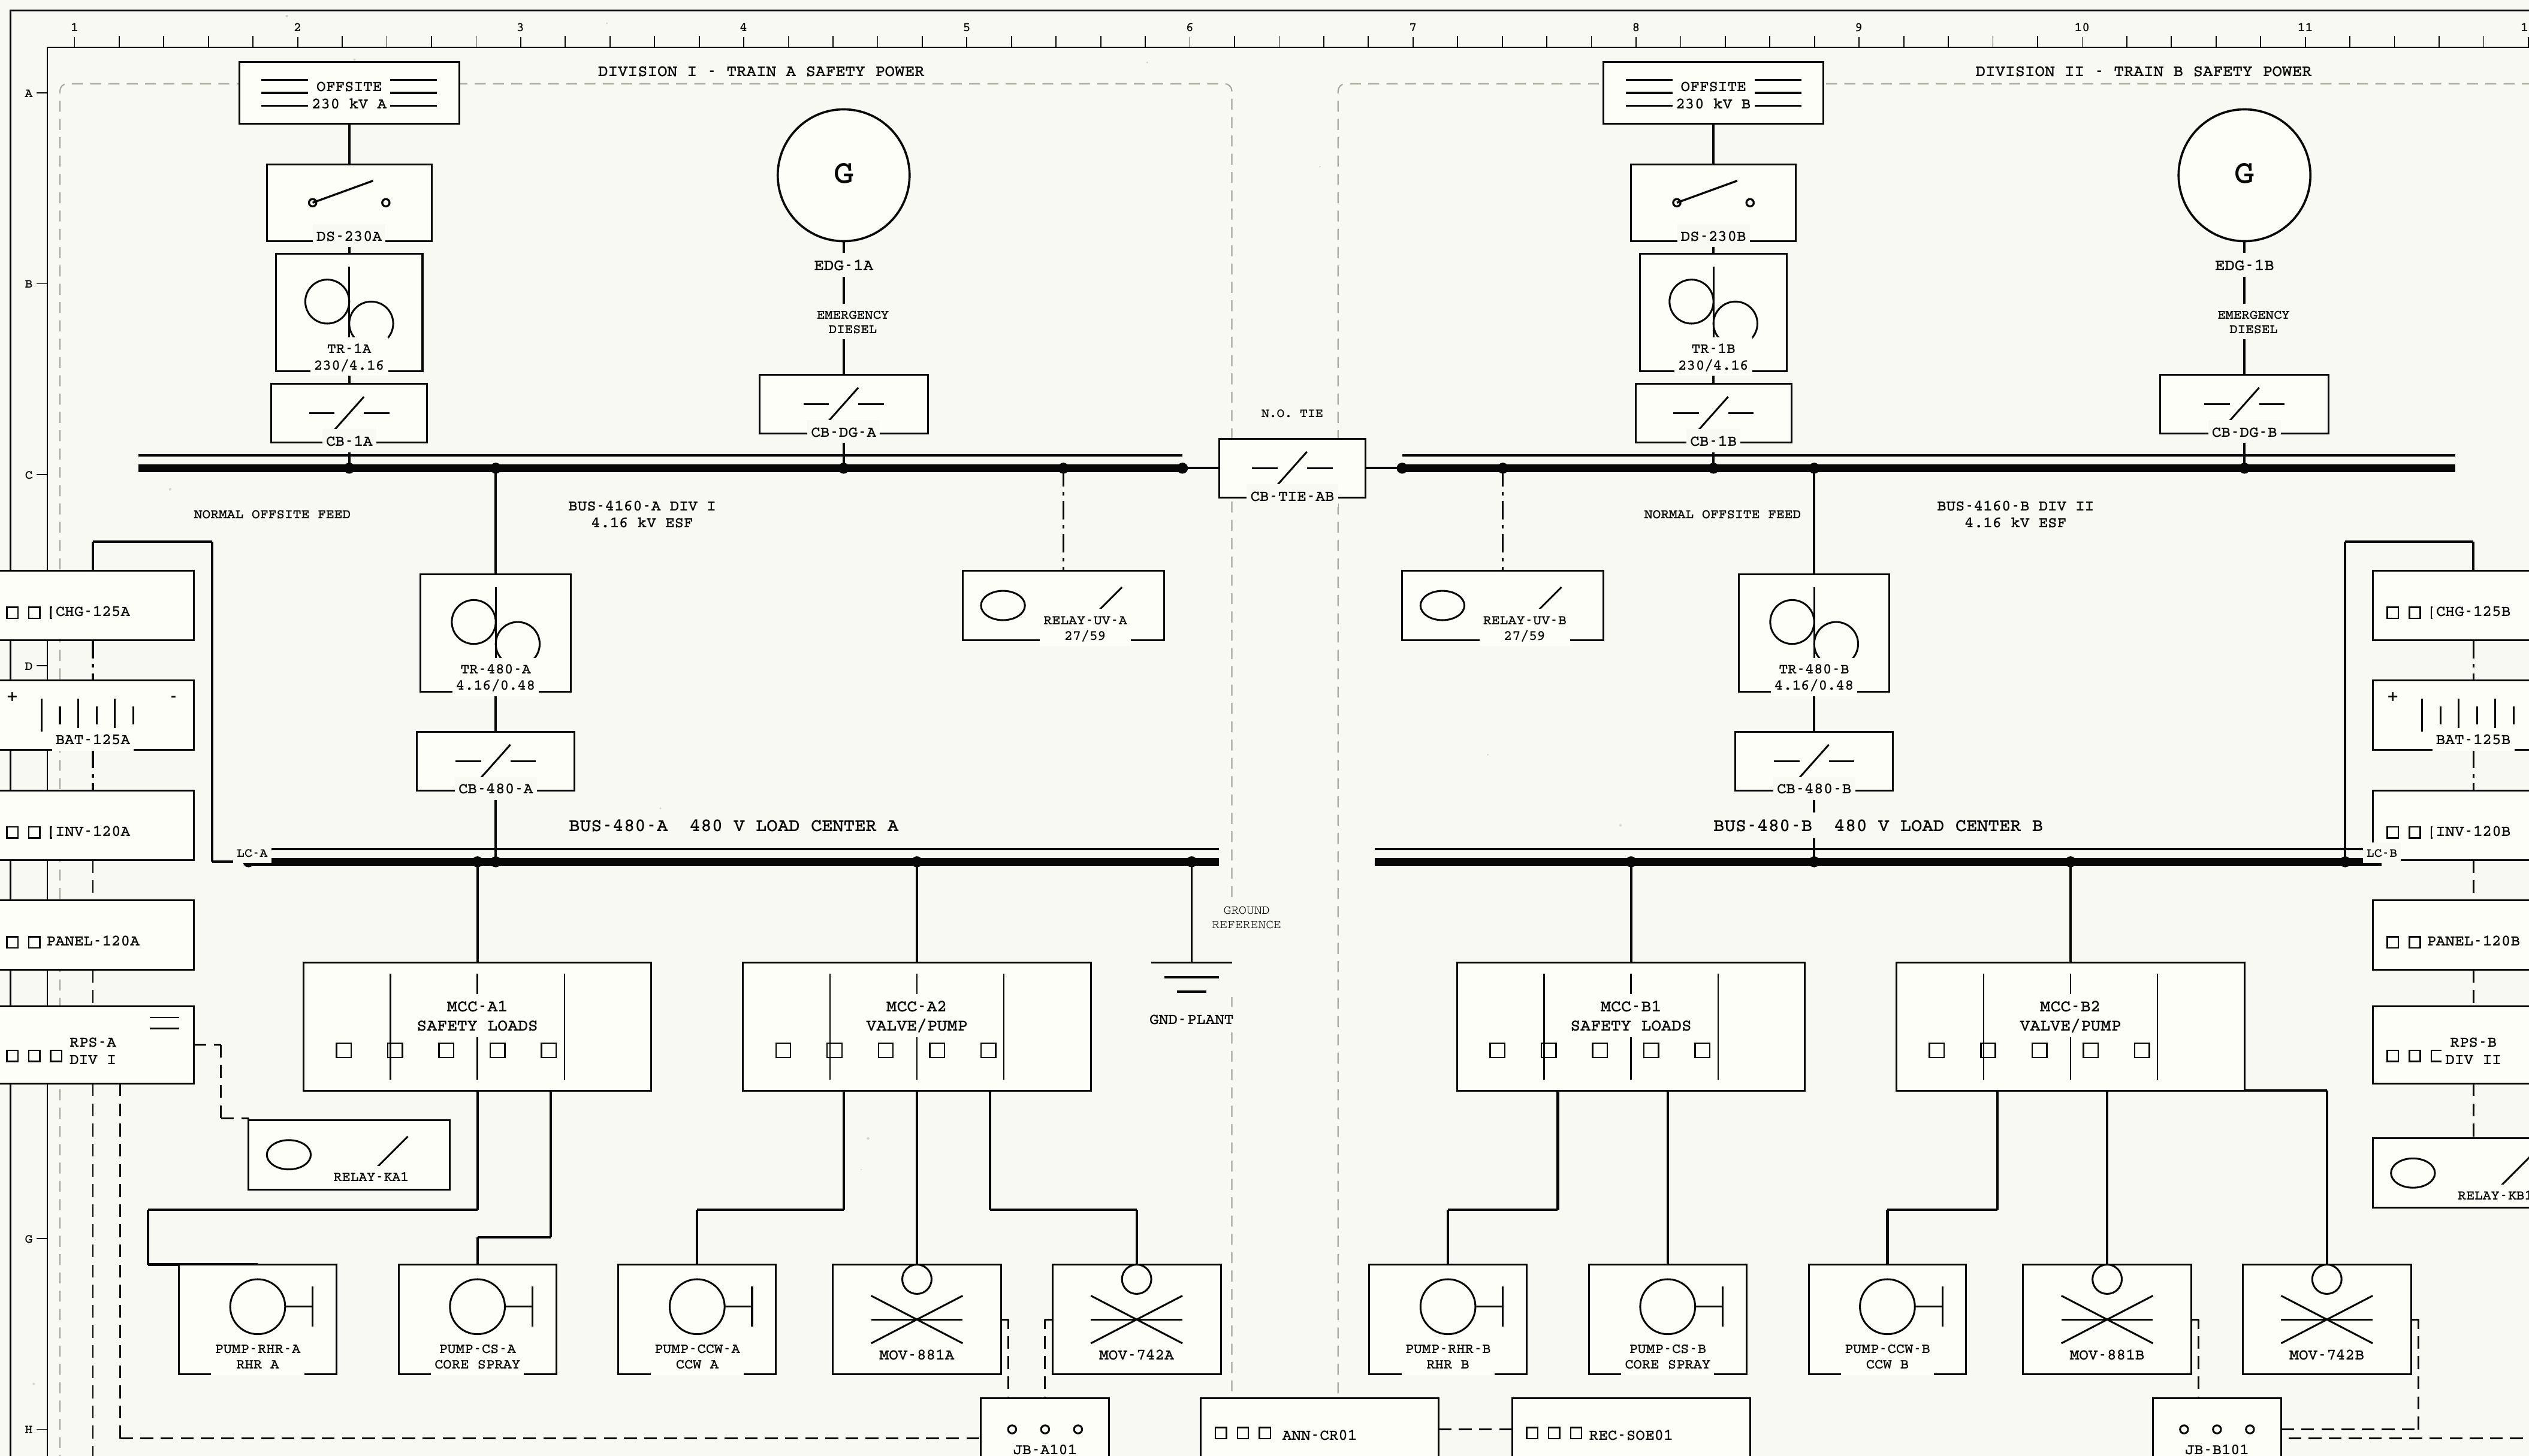 1 2 3 4 5 6 7 8 9 10 11
DIVISION I - TRAIN A SAFETY POWER
DIVISION II - TRAIN B SAFETY POWER
A
OFFSITE
230 kV A
OFFSITE
230 kV B
G
G
DS-230A
DS-230B
EDG-1A
EDG-1B
B
EMERGENCY
DIESEL
EMERGENCY
DIESEL
TR-1A
230/4.16
TR-1B
230/4.16
N.O. TIE
CB-1A
CB-DG-A
CB-1B
CB-DG-B
C
CB-TIE-AB
NORMAL OFFSITE FEED
BUS-4160-A DIV I
4.16 kV ESF
NORMAL OFFSITE FEED
BUS-4160-B DIV II
4.16 kV ESF
CHG-125A
RELAY-UV-A
27/59
RELAY-UV-B
27/59
CHG-125B
D
TR-480-A
4.16/0.48
TR-480-B
4.16/0.48
+ -
BAT-125A
+
BAT-125B
CB-480-A
CB-480-B
INV-120A
BUS-480-A 480 V LOAD CENTER A
BUS-480-B 480 V LOAD CENTER B
INV-120B
LC-A
LC-B
GROUND
REFERENCE
PANEL-120A
PANEL-120B
MCC-A1
SAFETY LOADS
MCC-A2
VALVE/PUMP
GND-PLANT
MCC-B1
SAFETY LOADS
MCC-B2
VALVE/PUMP
RPS-A
DIV I
RPS-B
DIV II
RELAY-KA1
RELAY-KB1
G
PUMP-RHR-A
RHR A
PUMP-CS-A
CORE SPRAY
PUMP-CCW-A
CCW A
MOV-881A
MOV-742A
PUMP-RHR-B
RHR B
PUMP-CS-B
CORE SPRAY
PUMP-CCW-B
CCW B
MOV-881B
MOV-742B
H
JB-A101
ANN-CR01
REC-SOE01
JB-B101